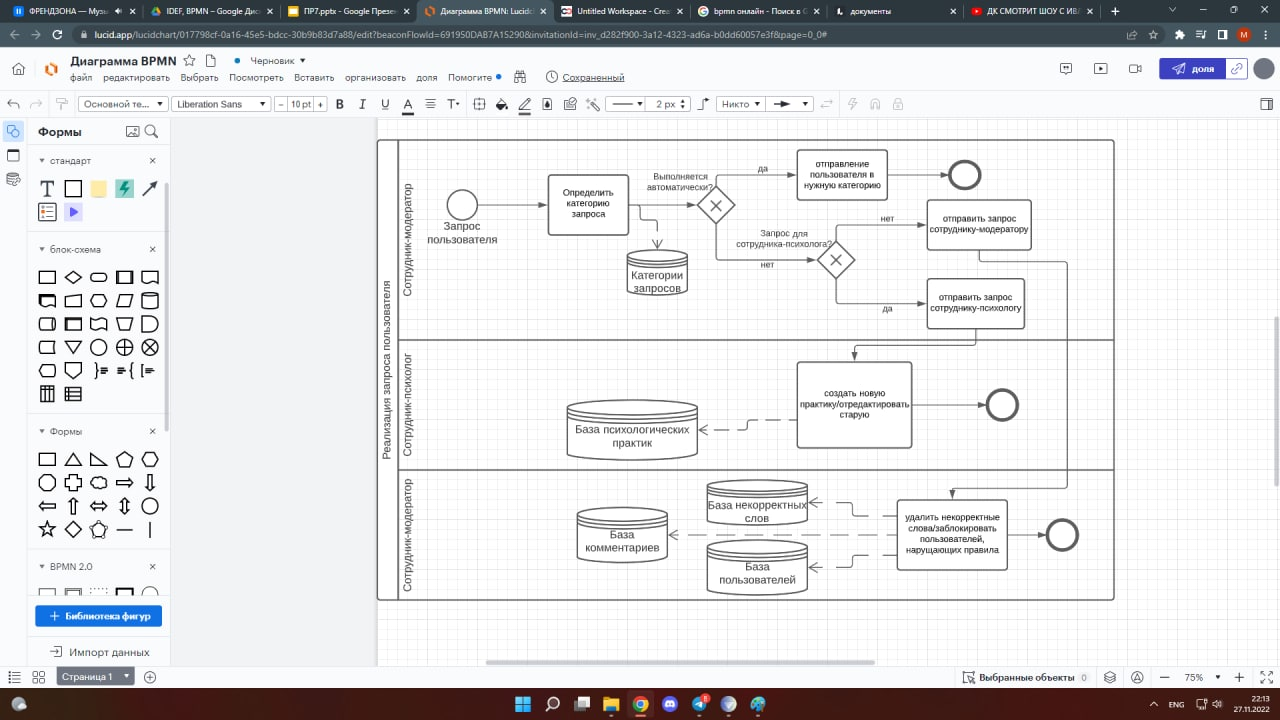 ФРЕНДЗОНА — Музы
IDEF, BPMN – Google Дис
ПР7.pptx - Google Презен
Диаграмма BPMN: Lucidc
Untitled Workspace - Crea
bpmn онлайн - Поиск в G
документы
ДК СМОТРИТ ШОУ С ИВА
lucid.app/lucidchart/017798cf-0a16-45e5-bdcc-30b9b83d7a88/edit?beaconFlowId=691950DAB7A15290&invitationId=inv_d282f900-3a12-4323-ad6a-b0dd60057e3f&page=0_0#
M
Диаграмма BPMN
Черновик
файл редактировать Выбрать Посмотреть Вставить организовать доля Помогите Сохраненный
доля
Основной те... Liberation Sans − 10 pt + B I U A T 2 px Никто
Формы
стандарт
блок-схема
Формы
BPMN 2.0
Библиотека фигур
Импорт данных
Реализация запроса пользователя
Сотрудник-модератор
Запрос
пользователя
Определить
категорию
запроса
Категории
запросов
Выполняется
автоматически?
да
нет
отправление
пользователя в
нужную категорию
Запрос для
сотрудника-психолога?
нет
да
отправить запрос
сотруднику-модератору
отправить запрос
сотруднику-психологу
Сотрудник-психолог
База психологических
практик
создать новую
практику/отредактировать
старую
Сотрудник-модератор
База
комментариев
База некорректных
слов
База
пользователей
удалить некорректные
слова/заблокировать
пользователей,
нарущающих правила
Страница 1
Выбранные объекты 0
75%
8
ENG
22:13
27.11.2022